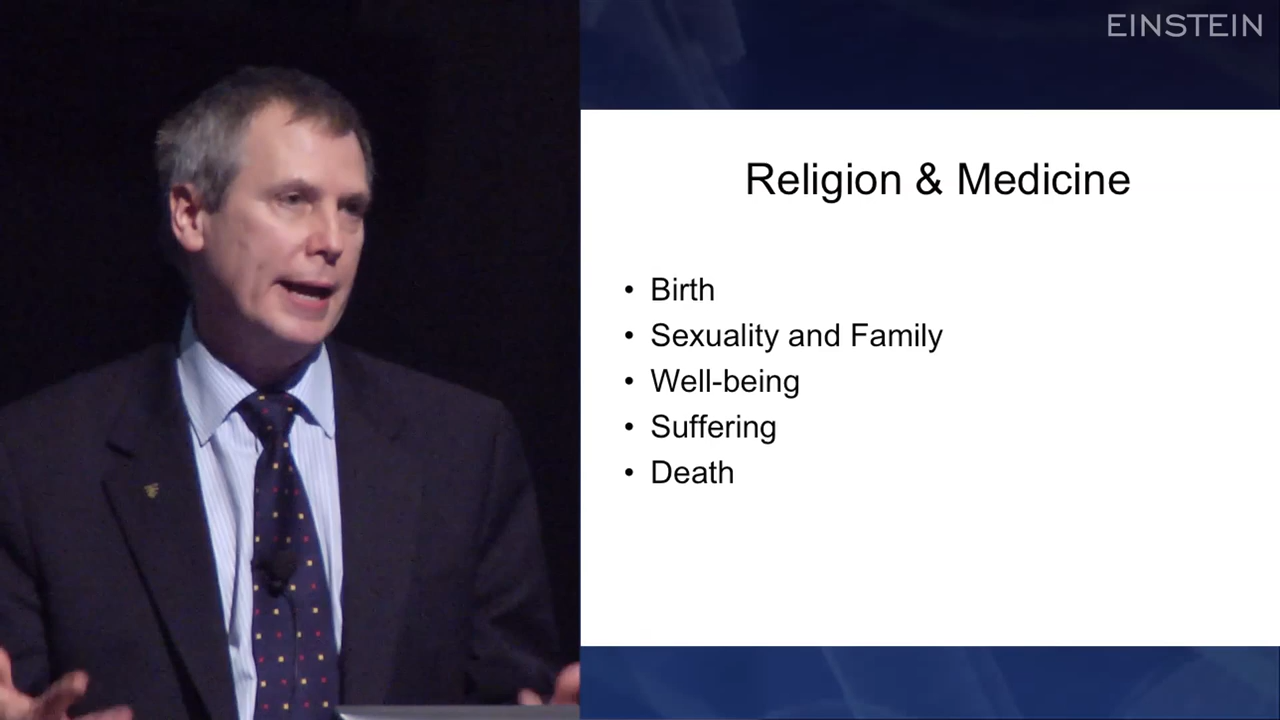 EINSTEIN
Religion & Medicine
• Birth
• Sexuality and Family
• Well-being
• Suffering
• Death